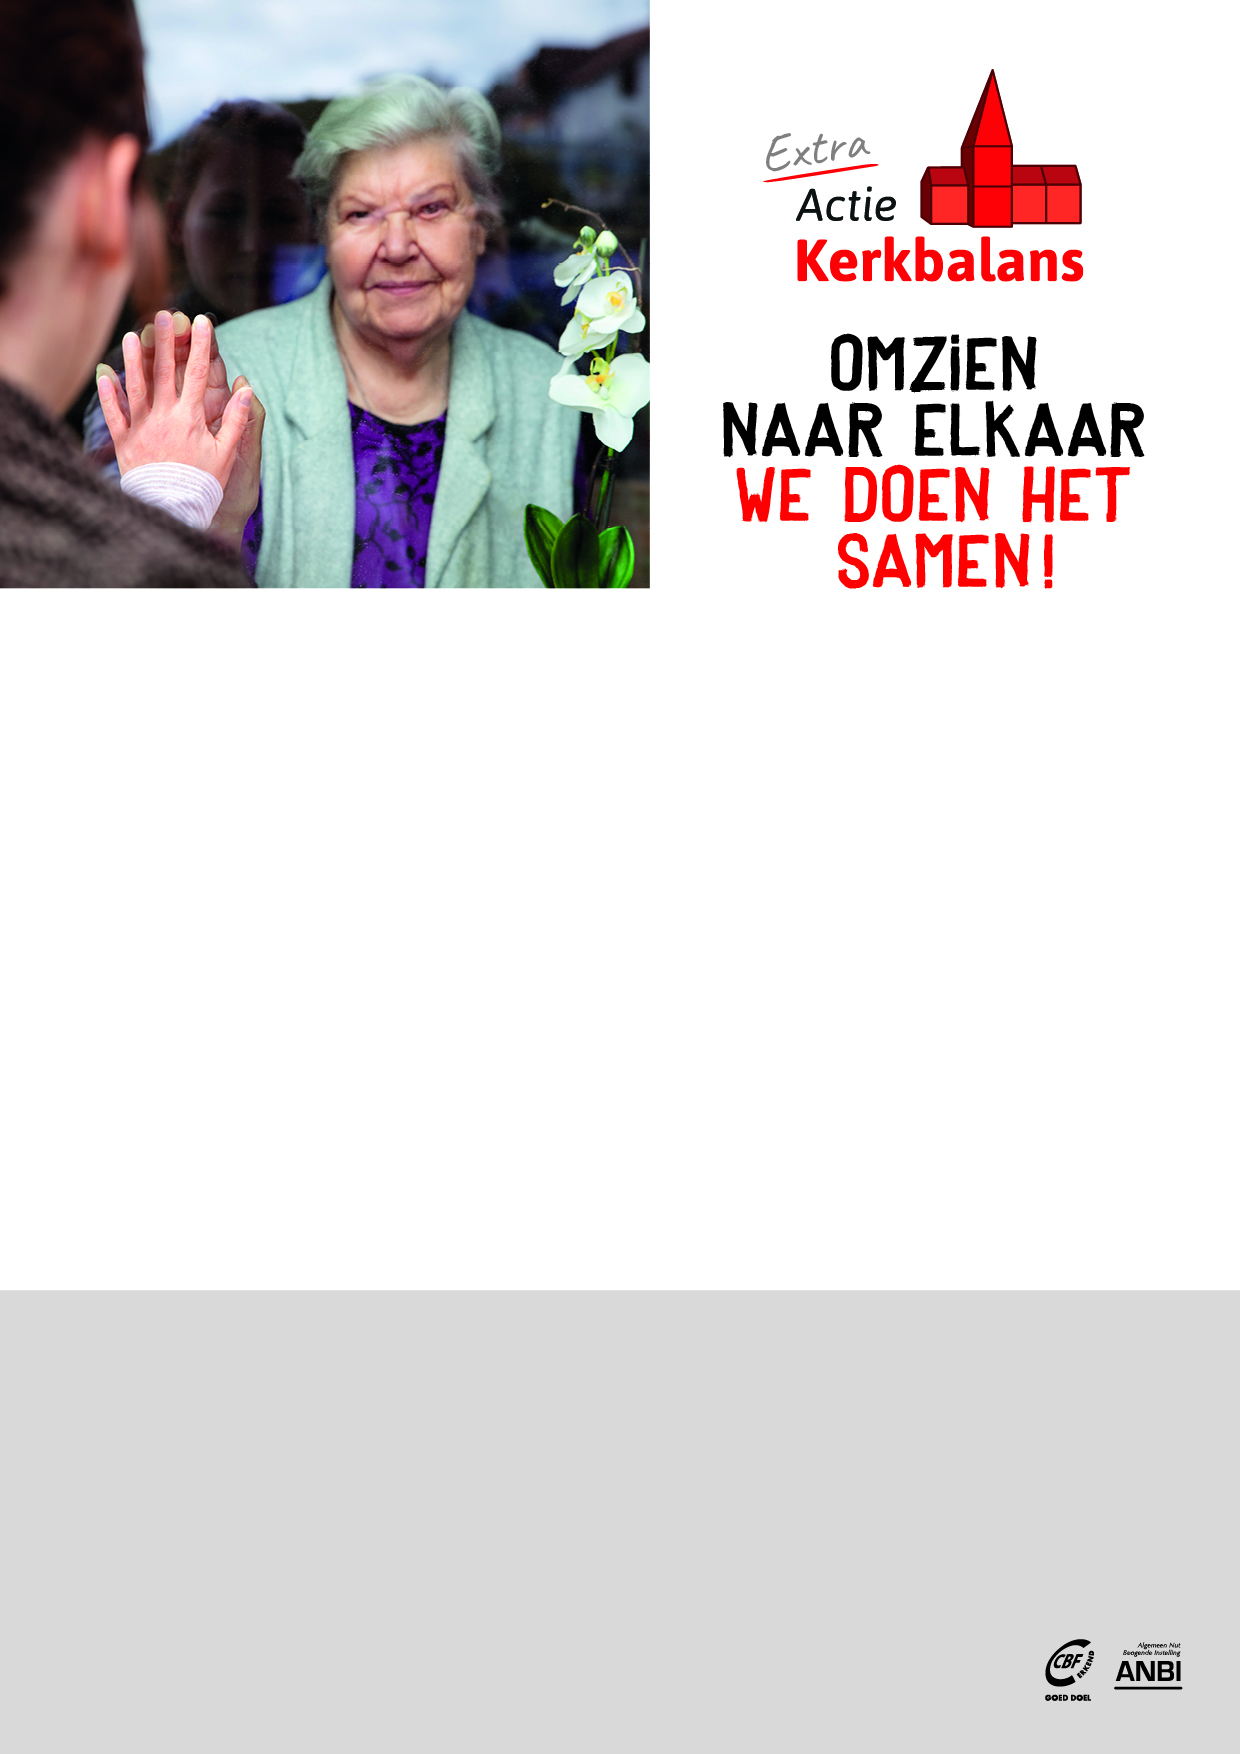 Extra
Actie
Kerkbalans
OMZiEN
NAAR ELKAAR
WE DOEN HET
SAMEN!
CBF
ERKEND
GOED DOEL
Algemeen Nut
Beogende Instelling
ANBI